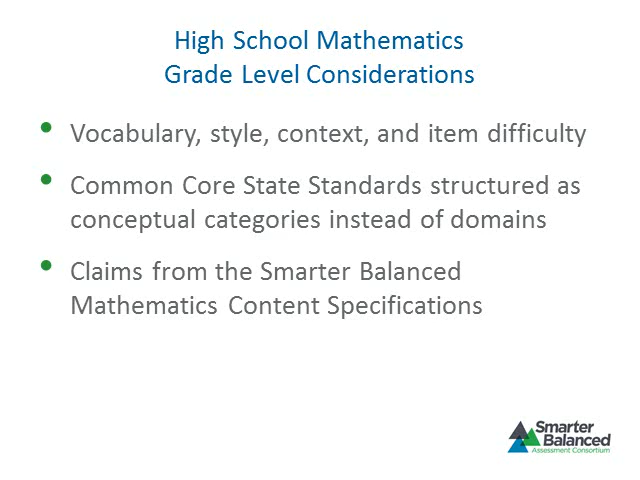 High School Mathematics
Grade Level Considerations
• Vocabulary, style, context, and item difficulty
• Common Core State Standards structured as
conceptual categories instead of domains
• Claims from the Smarter Balanced
Mathematics Content Specifications
Smarter
Balanced
Assessment Consortium